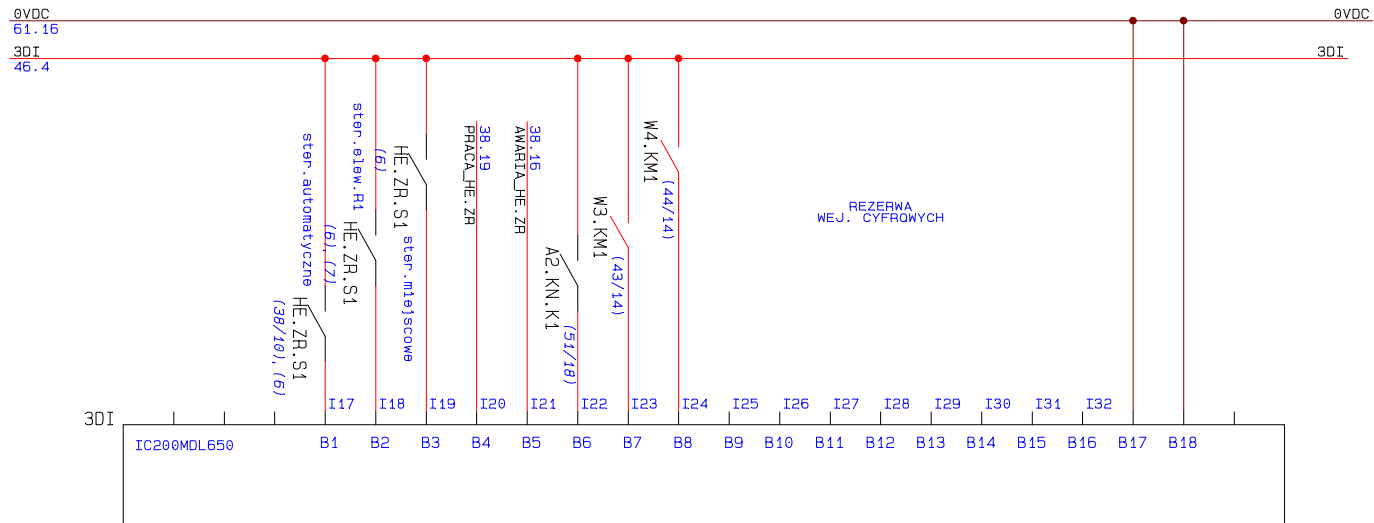 0VDC
61.16
0VDC
3DI
46.4
3DI
ster.automatyczne
(6), (7)
HE.ZR.S1
(38/10), (6)
ster.elew.R1
(6)
HE.ZR.S1
HE.ZR.S1
ster.miejscowe
38.19
PRACA_HE.ZR
38.16
AWARIA_HE.ZR
A2.KN.K1
(51/18)
W3.KM1
(43/14)
W4.KM1
(44/14)
REZERWA
WEJ. CYFROWYCH
I17 I18 I19 I20 I21 I22 I23 I24 I25 I26 I27 I28 I29 I30 I31 I32
3DI
IC200MDL650
B1 B2 B3 B4 B5 B6 B7 B8 B9 B10 B11 B12 B13 B14 B15 B16 B17 B18